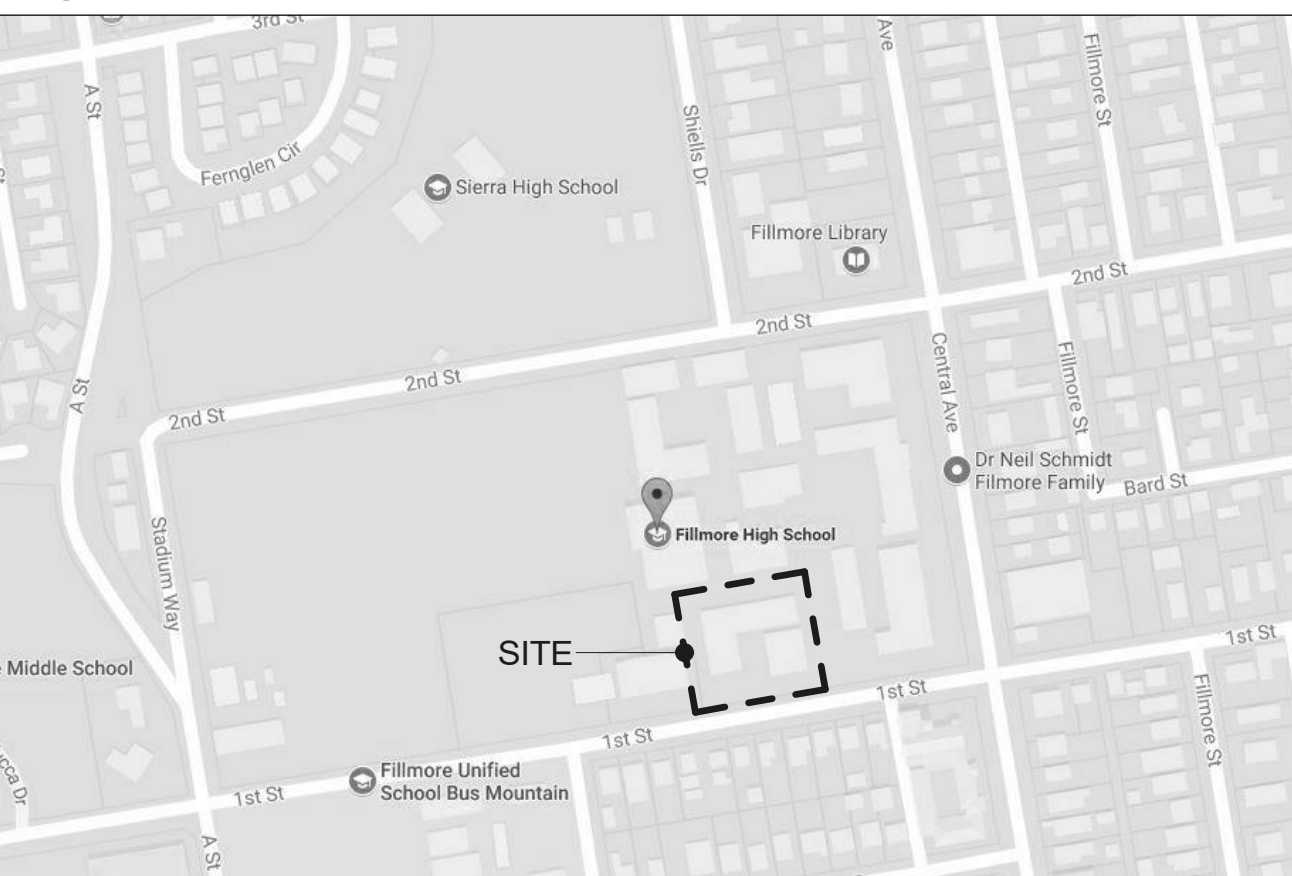 3rd St
Ave
Fillmore St
A St
Shiells Dr
Fernglen Cir
Sierra High School
Fillmore Library
2nd St
2nd St
2nd St
2nd St
A St
Central Ave
Fillmore St
Dr Neil Schmidt
Filmore Family
Bard St
Stadium Way
Fillmore High School
SITE
1st St
Middle School
1st St
1st St
Fillmore St
Fillmore Unified
School Bus Mountain
1st St
A St